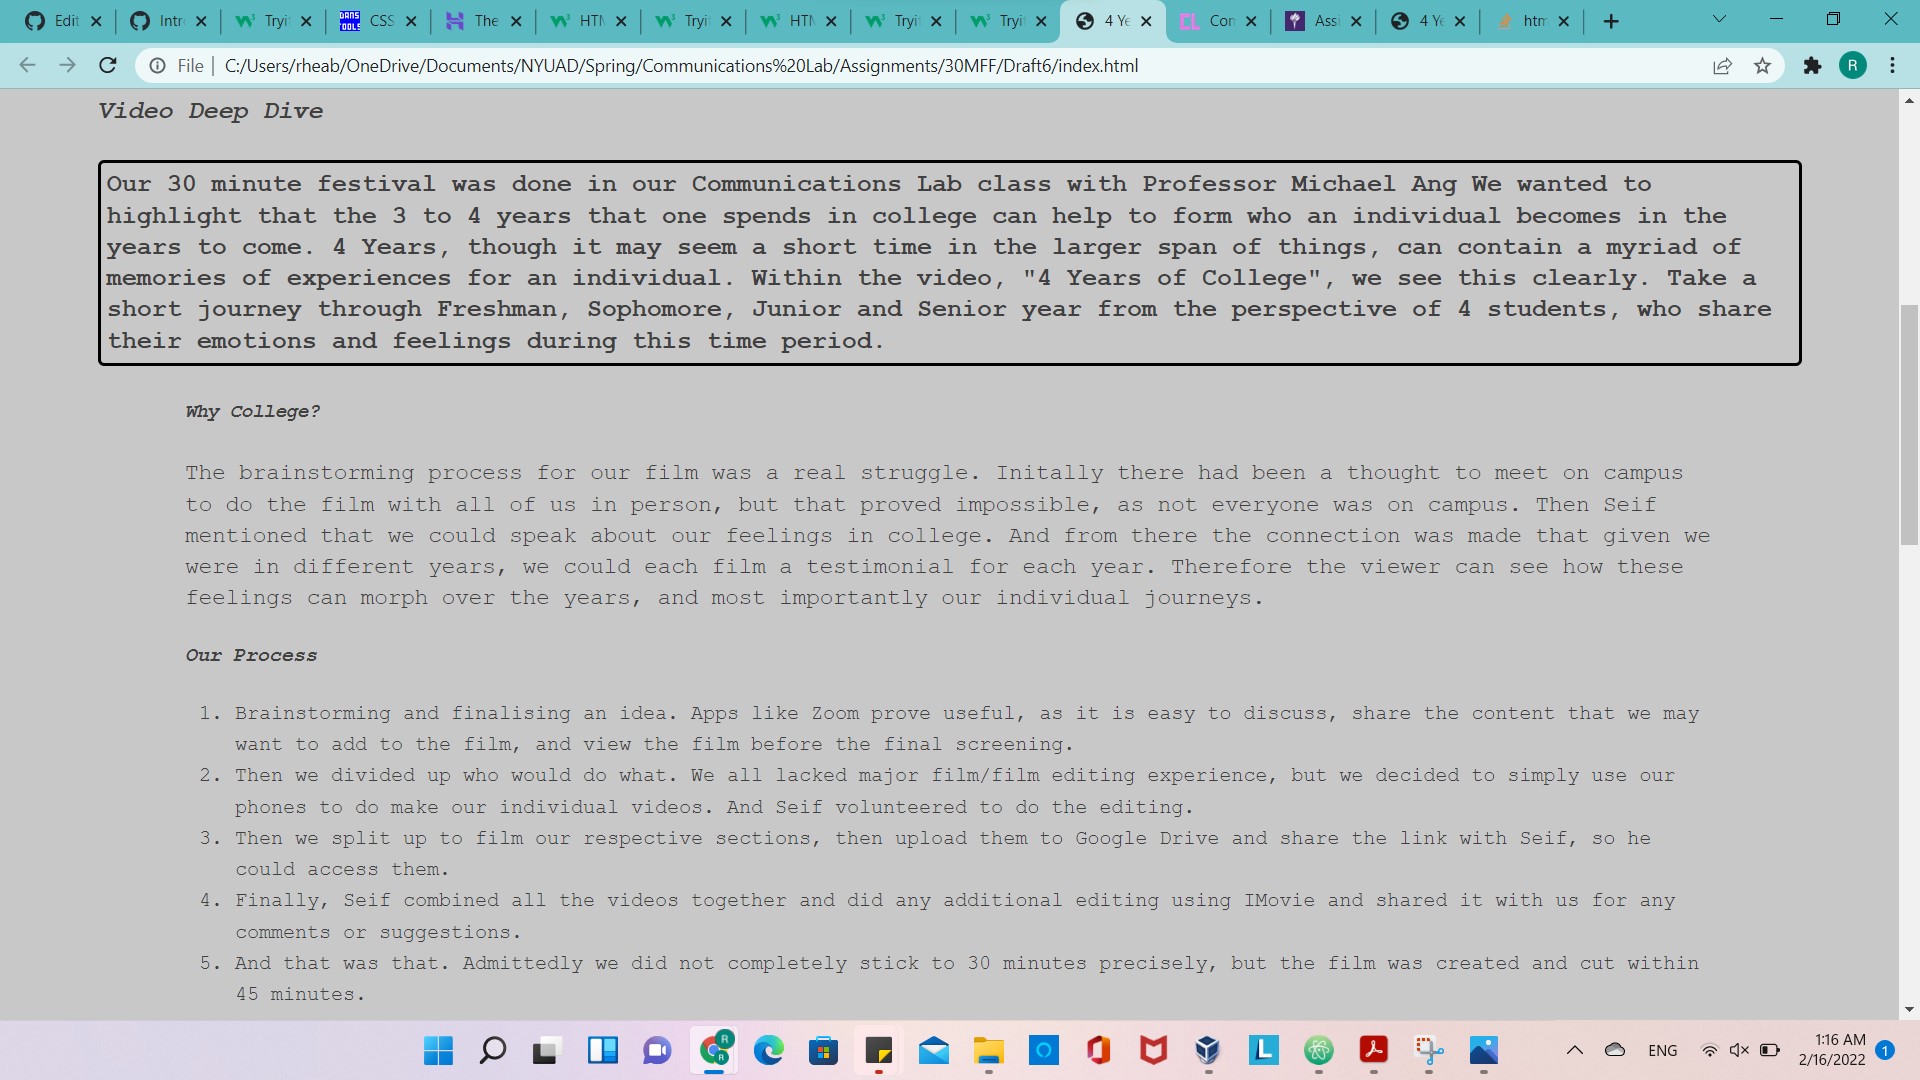 Edit
Intr
Tryi
CSS
The
HTM
Tryi
HTM
Tryi
Tryi
4 Ye
Con
Assi
4 Ye
htm
File | C:/Users/rheab/OneDrive/Documents/NYUAD/Spring/Communications%20Lab/Assignments/30MFF/Draft6/index.html
R
Video Deep Dive
Our 30 minute festival was done in our Communications Lab class with Professor Michael Ang We wanted to
highlight that the 3 to 4 years that one spends in college can help to form who an individual becomes in the
years to come. 4 Years, though it may seem a short time in the larger span of things, can contain a myriad of
memories of experiences for an individual. Within the video, "4 Years of College", we see this clearly. Take a
short journey through Freshman, Sophomore, Junior and Senior year from the perspective of 4 students, who share
their emotions and feelings during this time period.
Why College?
The brainstorming process for our film was a real struggle. Initally there had been a thought to meet on campus
to do the film with all of us in person, but that proved impossible, as not everyone was on campus. Then Seif
mentioned that we could speak about our feelings in college. And from there the connection was made that given we
were in different years, we could each film a testimonial for each year. Therefore the viewer can see how these
feelings can morph over the years, and most importantly our individual journeys.
Our Process
1. Brainstorming and finalising an idea. Apps like Zoom prove useful, as it is easy to discuss, share the content that we may
want to add to the film, and view the film before the final screening.
2. Then we divided up who would do what. We all lacked major film/film editing experience, but we decided to simply use our
phones to do make our individual videos. And Seif volunteered to do the editing.
3. Then we split up to film our respective sections, then upload them to Google Drive and share the link with Seif, so he
could access them.
4. Finally, Seif combined all the videos together and did any additional editing using IMovie and shared it with us for any
comments or suggestions.
5. And that was that. Admittedly we did not completely stick to 30 minutes precisely, but the film was created and cut within
45 minutes.
ENG
1:16 AM
2/16/2022
1